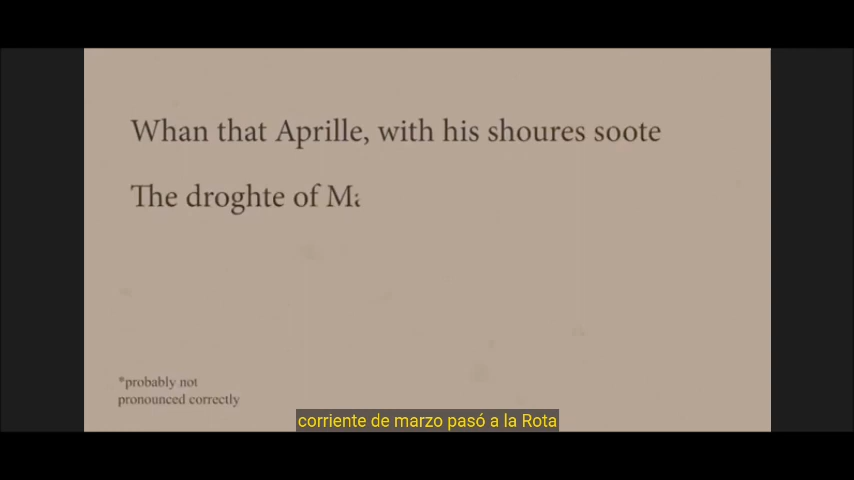 Whan that Aprille, with his shoures soote
The droghte of M
*probably not
pronounced correctly
corriente de marzo pasó a la Rota